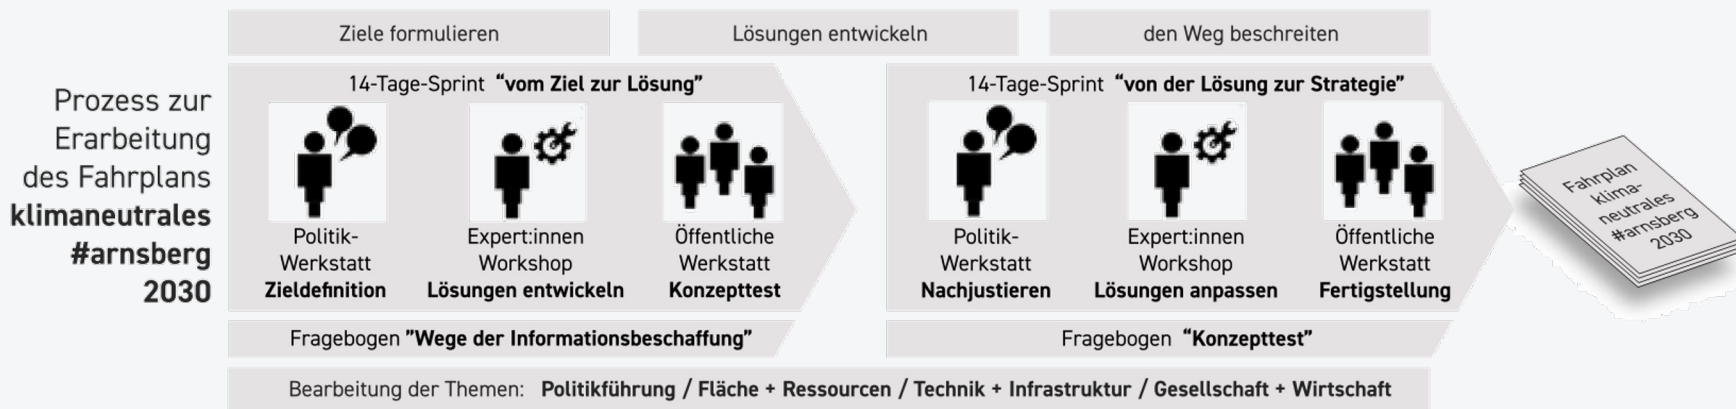 Ziele formulieren
Lösungen entwickeln
den Weg beschreiten
Prozess zur
Erarbeitung
des Fahrplans
klimaneutrales
#arnsberg
2030
14-Tage-Sprint “vom Ziel zur Lösung”
Politik-
Werkstatt
Zieldefinition
Expert:innen
Workshop
Lösungen entwickeln
Öffentliche
Werkstatt
Konzepttest
14-Tage-Sprint “von der Lösung zur Strategie”
Politik-
Werkstatt
Nachjustieren
Expert:innen
Workshop
Lösungen anpassen
Öffentliche
Werkstatt
Fertigstellung
Fahrplan
klima-
neutrales
#arnsberg
2030
Fragebogen ”Wege der Informationsbeschaffung”
Fragebogen “Konzepttest”
Bearbeitung der Themen: Politikführung / Fläche + Ressourcen / Technik + Infrastruktur / Gesellschaft + Wirtschaft